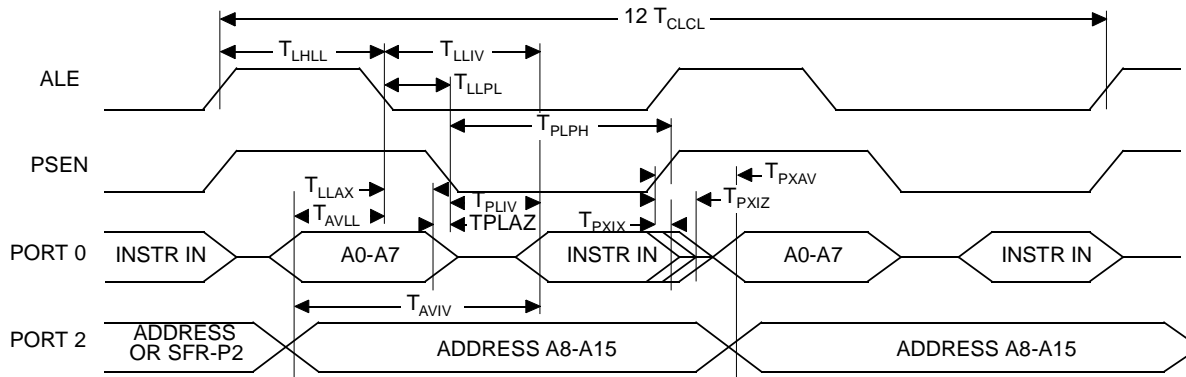 12 TCLCL
TLHLL TLLIV
ALE
TLLPL
TPLPH
PSEN
TLLAX TPXAV
TPLIV TPXIZ
TAVLL TPLAZ TPXIX
PORT 0 INSTR IN A0-A7 INSTR IN A0-A7 INSTR IN
TAVIV
PORT 2 ADDRESS OR SFR-P2 ADDRESS A8-A15 ADDRESS A8-A15